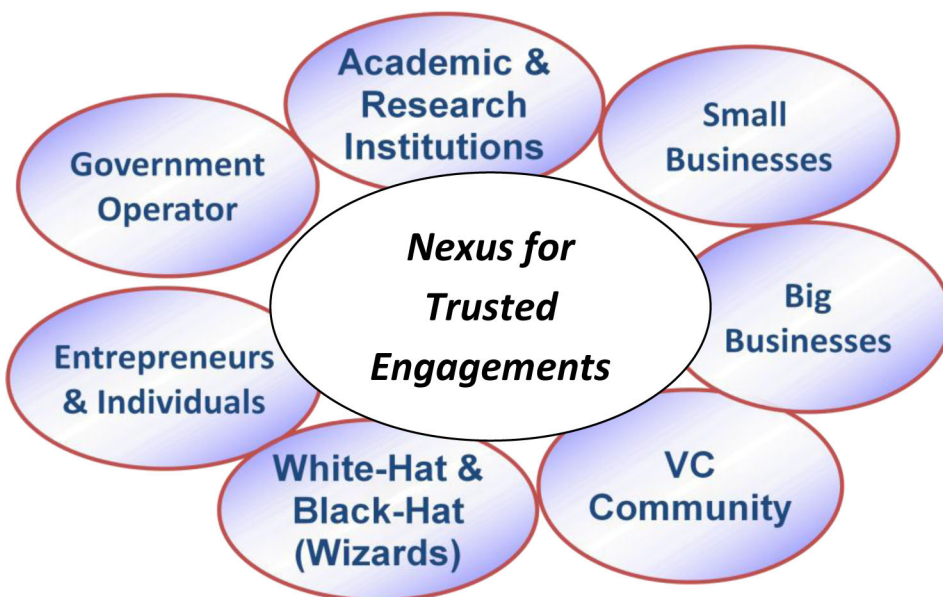 Academic &
Research
Institutions
Small
Businesses
Government
Operator
Nexus for
Trusted
Engagements
Big
Businesses
Entrepreneurs
& Individuals
White-Hat &
Black-Hat
(Wizards)
VC
Community